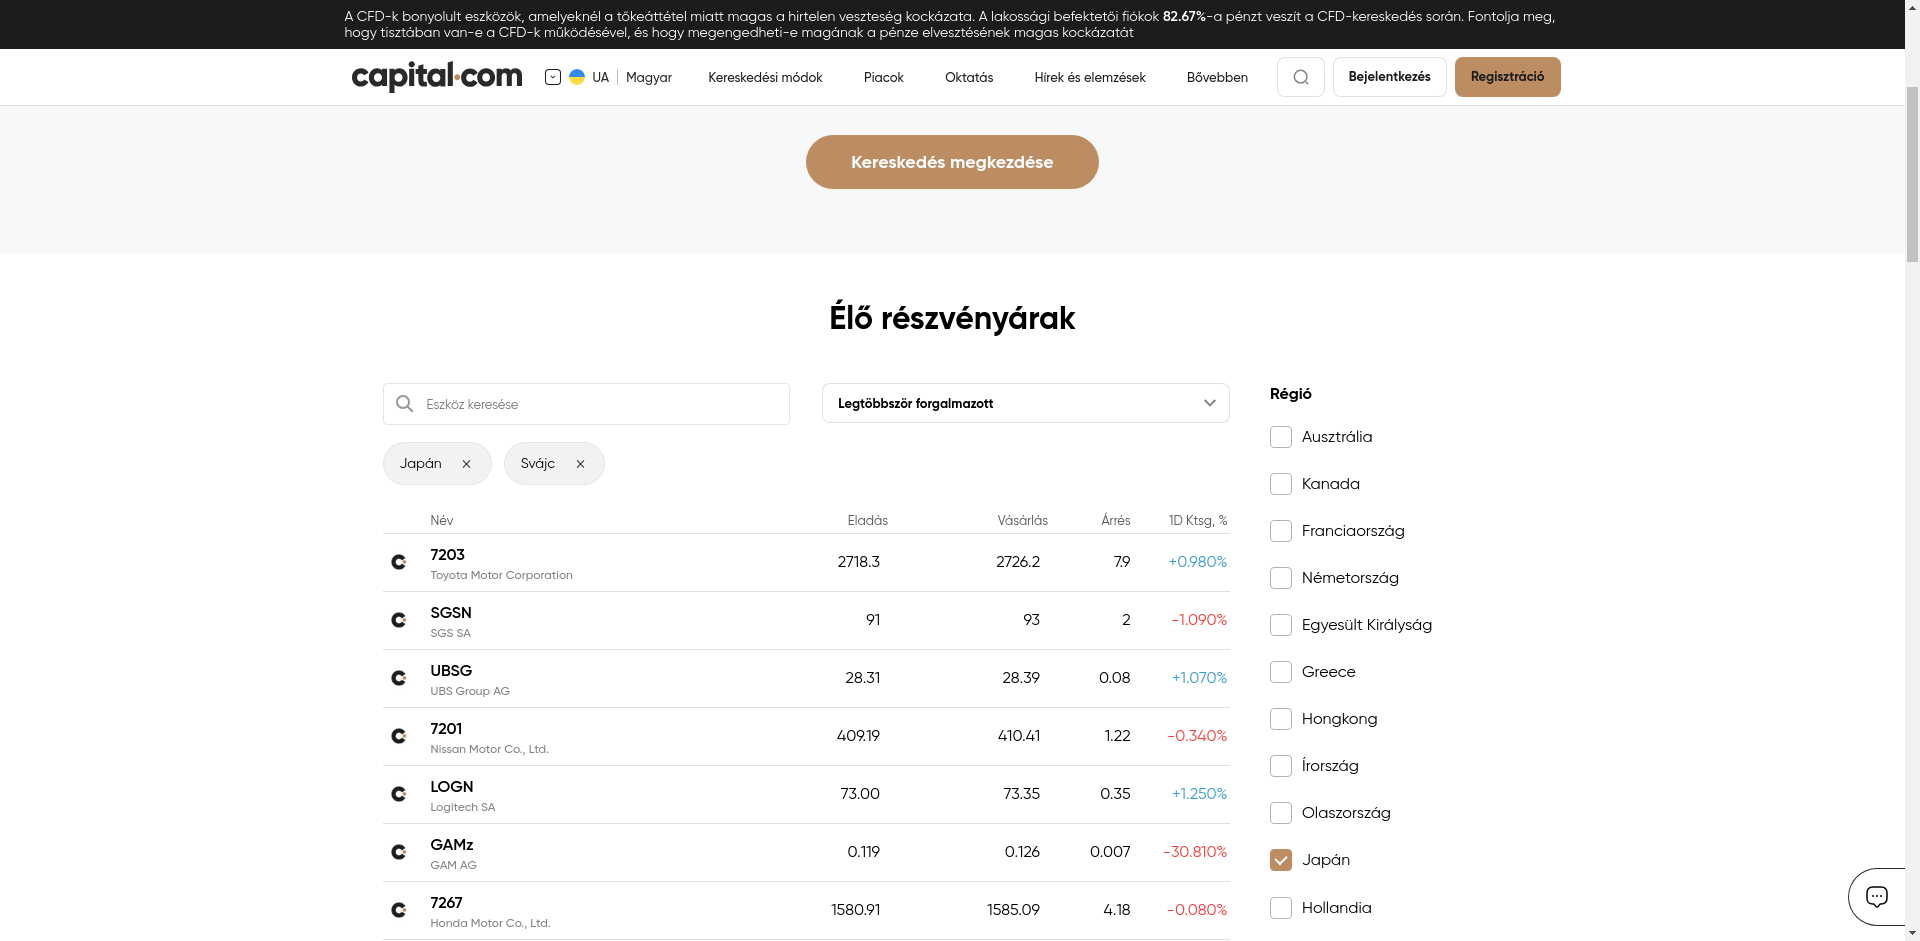 A CFD-k bonyolult eszközök, amelyeknél a tőkeáttétel miatt magas a hirtelen veszteség kockázata. A lakossági befektetői fiókok 82.67%-a pénzt veszít a CFD-kereskedés során. Fontolja meg,
hogy tisztában van-e a CFD-k működésével, és hogy megengedheti-e magának a pénze elvesztésének magas kockázatát
capital.com UA Magyar Kereskedési módok Piacok Oktatás Hírek és elemzések Bővebben Bejelentkezés Regisztráció
Kereskedés megkezdése
Élő részvényárak
Eszköz keresése Legtöbbször forgalmazott
Japán Svájc
Név Eladás Vásárlás Árrés 1D Ktsg, %
7203 2718.3 2726.2 7.9 +0.980%
Toyota Motor Corporation
SGSN 91 93 2 -1.090%
SGS SA
UBSG 28.31 28.39 0.08 +1.070%
UBS Group AG
7201 409.19 410.41 1.22 -0.340%
Nissan Motor Co., Ltd.
LOGN 73.00 73.35 0.35 +1.250%
Logitech SA
GAMz 0.119 0.126 0.007 -30.810%
GAM AG
7267 1580.91 1585.09 4.18 -0.080%
Honda Motor Co., Ltd.
Régió
Ausztrália
Kanada
Franciaország
Németország
Egyesült Királyság
Greece
Hongkong
Írország
Olaszország
Japán
Hollandia